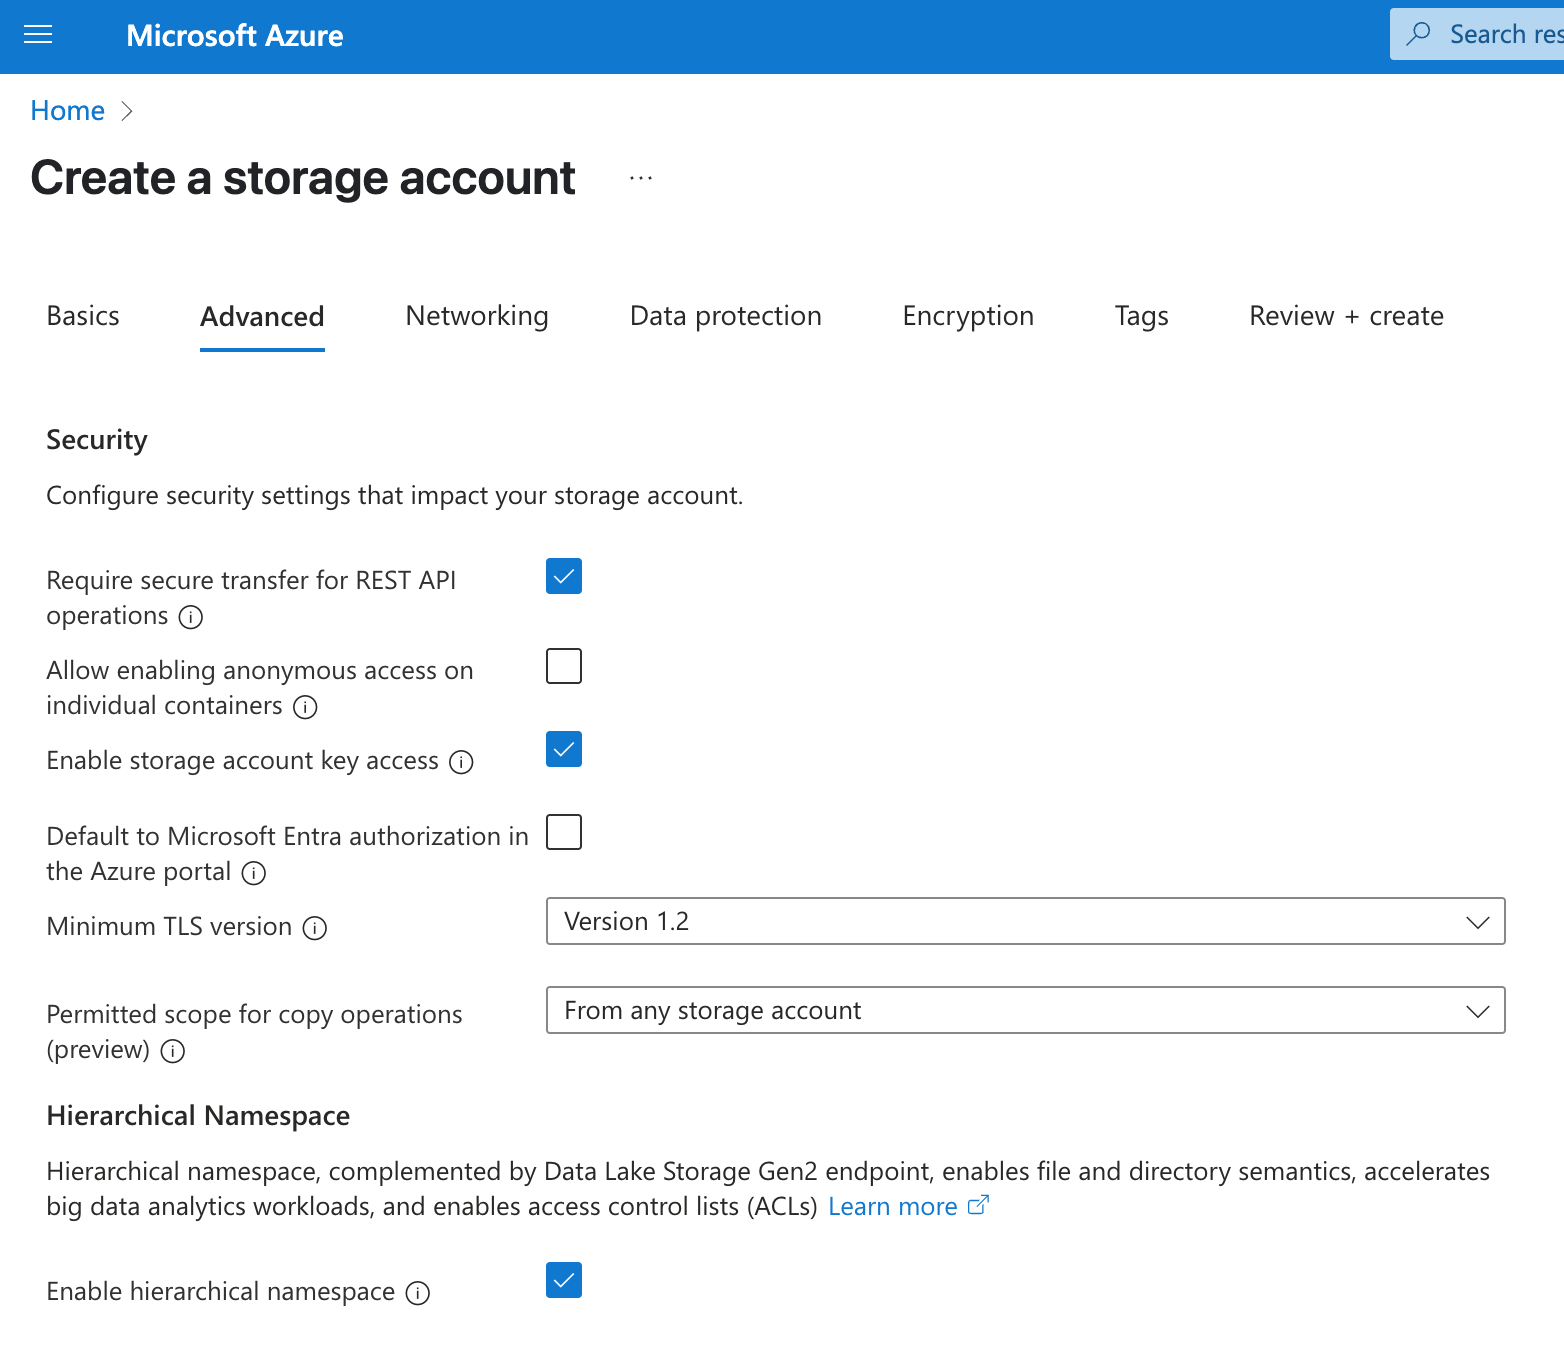 Microsoft Azure
Search res
Home
Create a storage account ...
Basics Advanced Networking Data protection Encryption Tags Review + create
Security
Configure security settings that impact your storage account.
Require secure transfer for REST API
operations
Allow enabling anonymous access on
individual containers
Enable storage account key access
Default to Microsoft Entra authorization in
the Azure portal
Minimum TLS version
Version 1.2
Permitted scope for copy operations
(preview)
From any storage account
Hierarchical Namespace
Hierarchical namespace, complemented by Data Lake Storage Gen2 endpoint, enables file and directory semantics, accelerates
big data analytics workloads, and enables access control lists (ACLs) Learn more
Enable hierarchical namespace